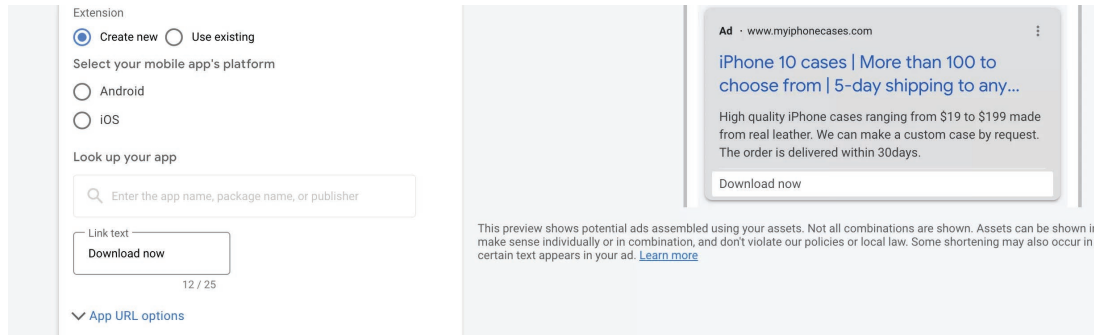 Extension
Create new Use existing
Select your mobile app's platform
Android
iOS
Look up your app
Enter the app name, package name, or publisher
Link text
Download now
12 / 25
App URL options
Ad · www.myiphonecases.com
iPhone 10 cases | More than 100 to
choose from | 5-day shipping to any...
High quality iPhone cases ranging from $19 to $199 made
from real leather. We can make a custom case by request.
The order is delivered within 30days.
Download now
This preview shows potential ads assembled using your assets. Not all combinations are shown. Assets can be shown
make sense individually or in combination, and don't violate our policies or local law. Some shortening may also occur in
certain text appears in your ad. Learn more